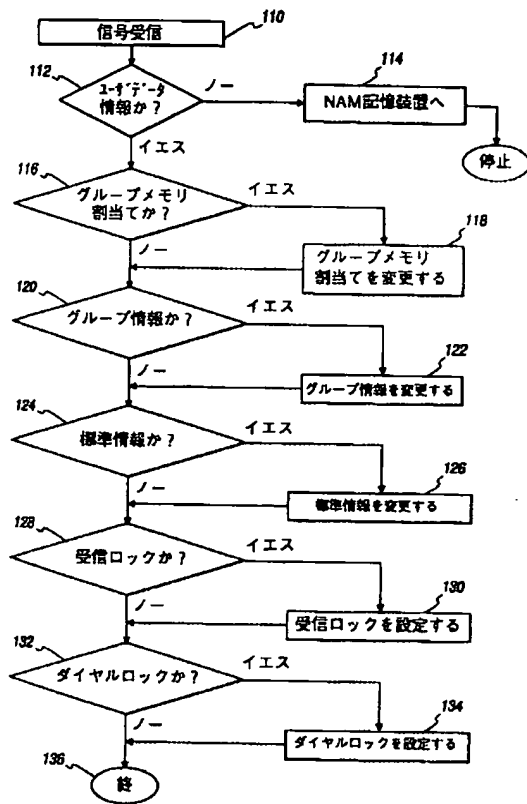 信号受信
110
112
ユーザデータ
情報か?
ノー
114
NAM記憶装置へ
停止
イエス
116
グループメモリ
割当てか?
イエス
118
グループメモリ
割当てを変更する
ノー
120
グループ情報か?
イエス
122
グループ情報を変更する
ノー
124
標準情報か?
イエス
126
標準情報を変更する
ノー
128
受信ロックか?
イエス
130
受信ロックを設定する
ノー
132
ダイヤルロックか?
イエス
134
ダイヤルロックを設定する
ノー
136
終